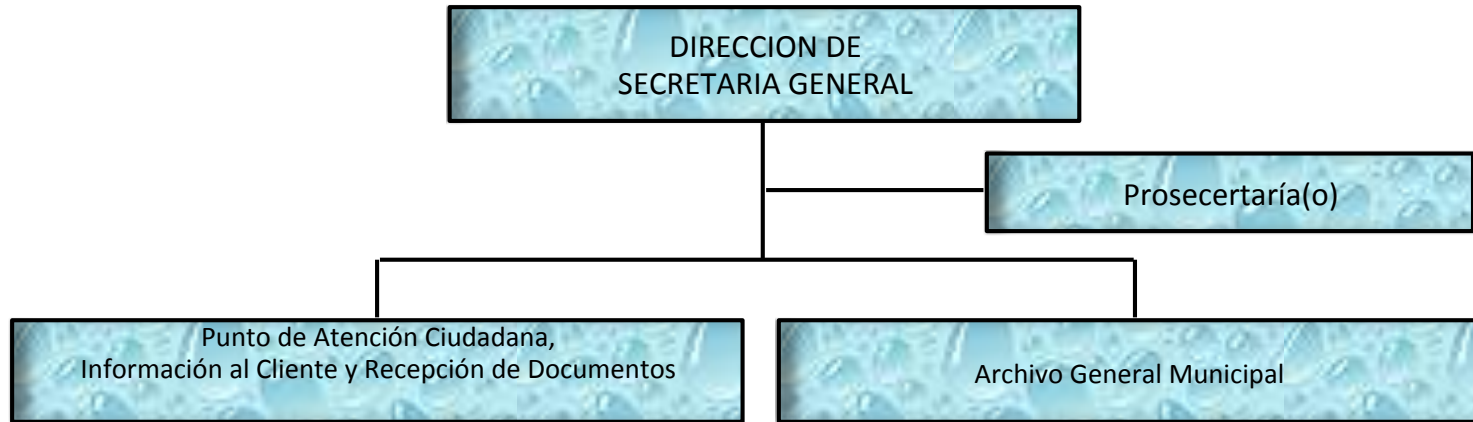 DIRECCION DE
SECRETARIA GENERAL
Prosecertaría(o)
Punto de Atención Ciudadana,
Información al Cliente y Recepción de Documentos
Archivo General Municipal